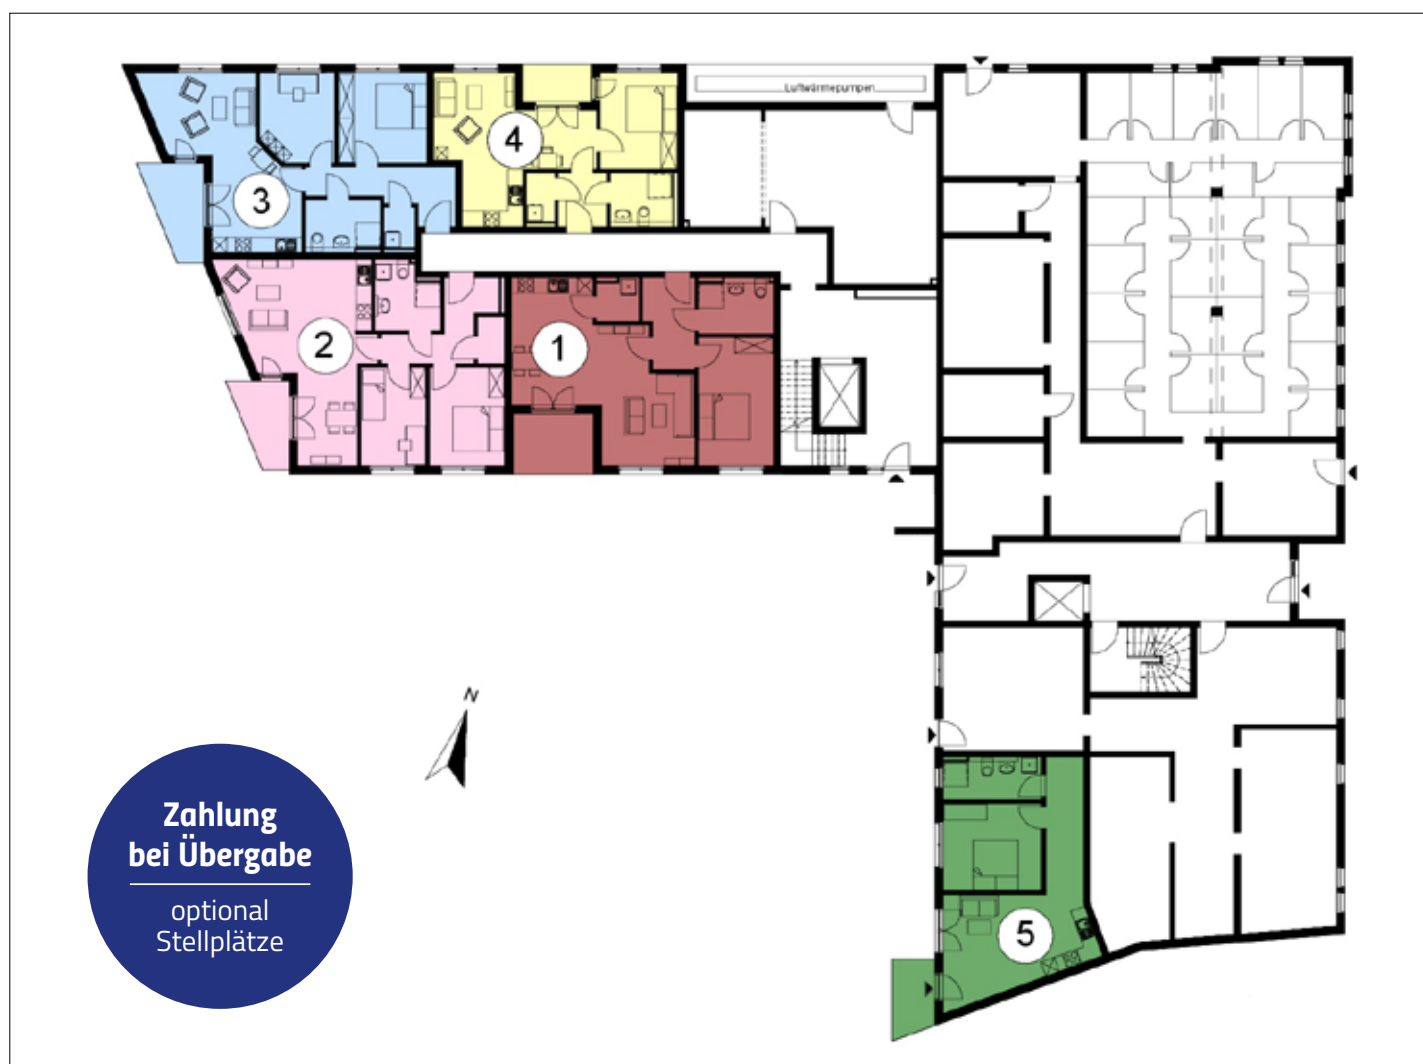 Luftwärmepumpen
4
3
2
1
N
Zahlung
bei Übergabe
optional
Stellplätze
5